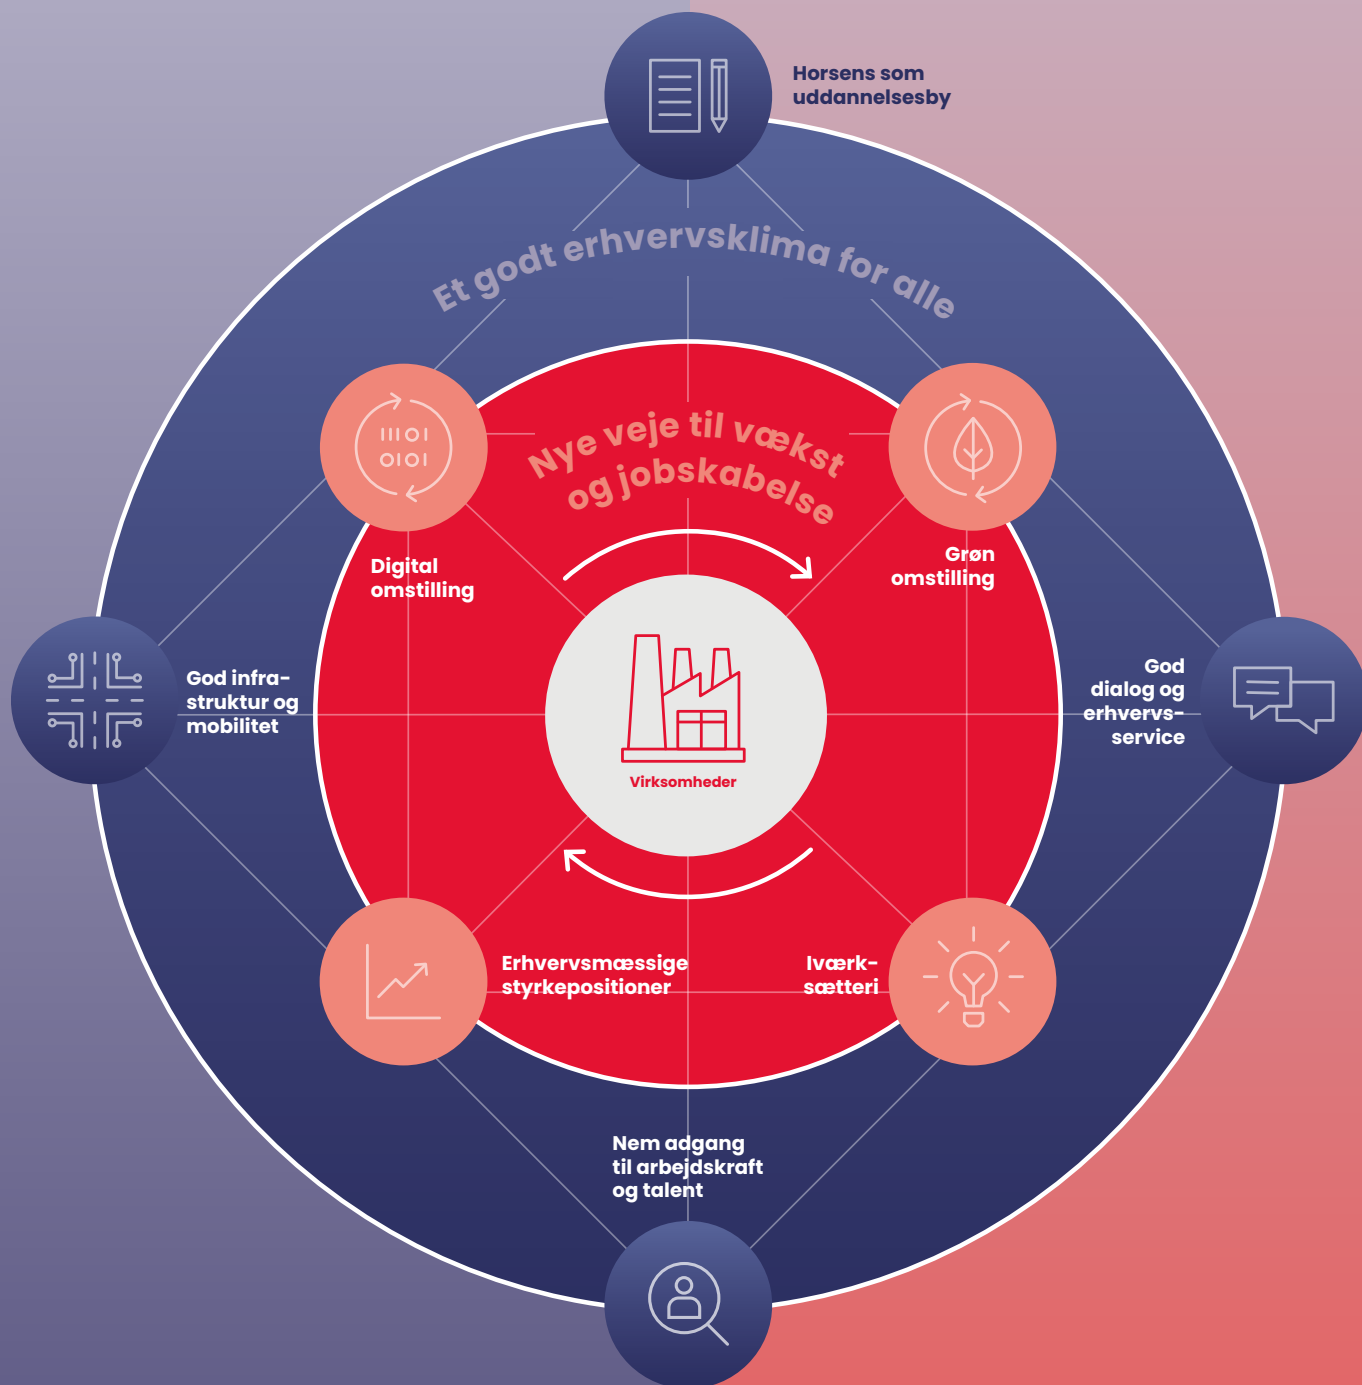 Horsens som
uddannelsesby
Et godt erhvervsklima for alle
Nye veje til vækst
og jobskabelse
Digital
omstilling
Grøn
omstilling
God infra-
struktur og
mobilitet
God
dialog og
erhvervs-
service
Virksomheder
Erhvervsmæssige
styrkepositioner
Iværk-
sætteri
Nem adgang
til arbejdskraft
og talent
11101
0101